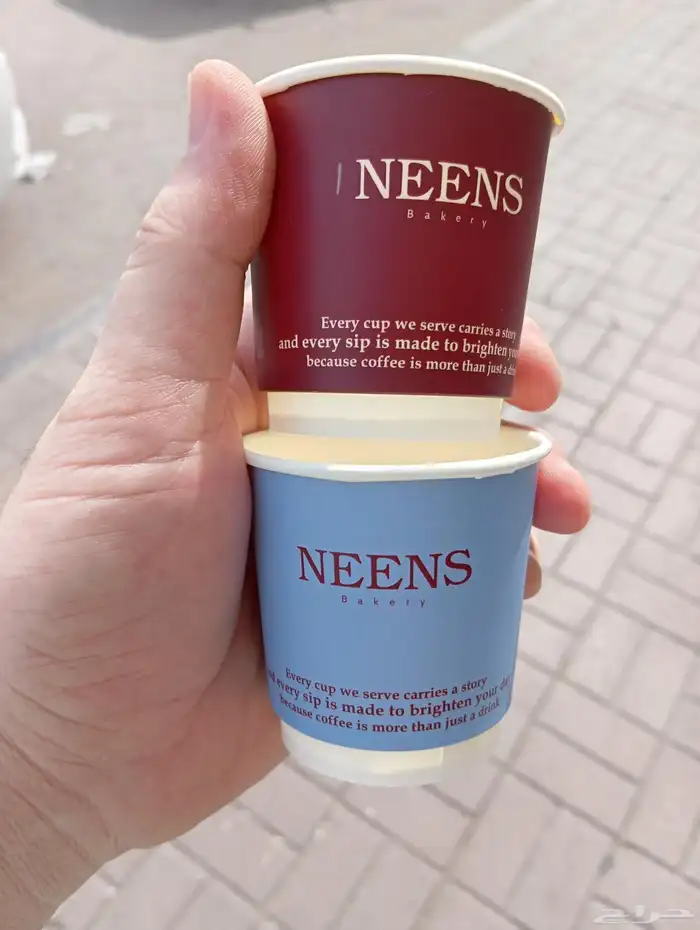 NEENS
Bakery
Every cup we serve carries a story
and every sip is made to brighten
because coffee is more than just a
NEENS
Bakery
Every cup we serve carries a story
every sip is made to brighten your
because coffee is more than just a drink
حراج